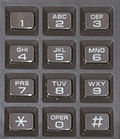 1 ABC 2 DEF 3
GHI 4 JKL 5 MNO 6
PRS 7 TUV 8 WXY 9
* OPER 0 #